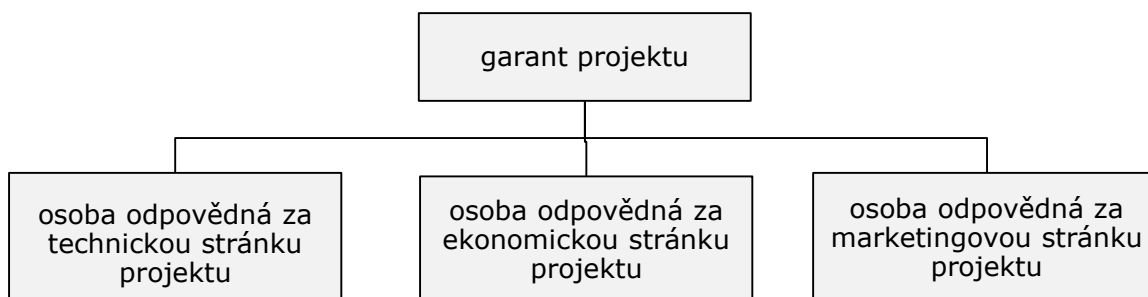 garant projektu
osoba odpovědná za
technickou stránku
projektu
osoba odpovědná za
ekonomickou stránku
projektu
osoba odpovědná za
marketingovou stránku
projektu